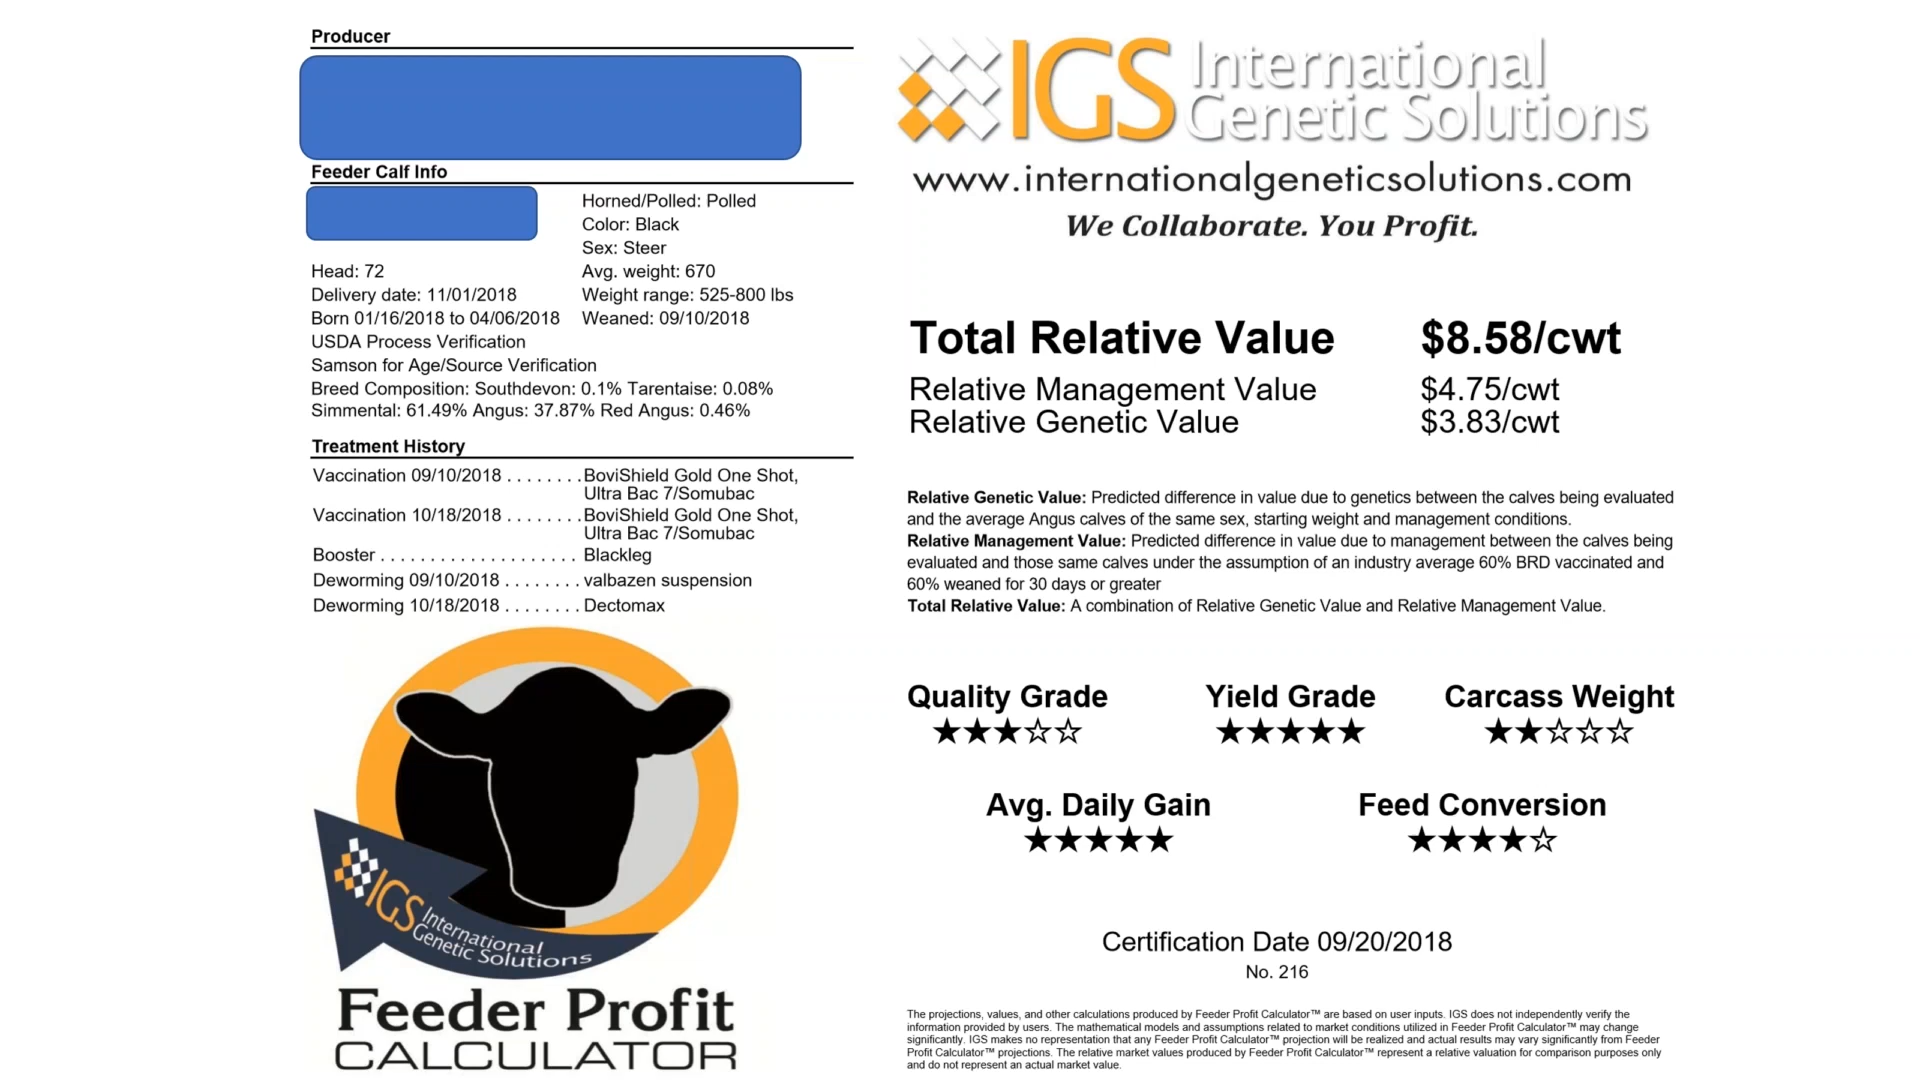 Producer
Feeder Calf Info
Horned/Polled: Polled
Color: Black
Sex: Steer
Head: 72
Avg. weight: 670
Delivery date: 11/01/2018
Weight range: 525-800 lbs
Born 01/16/2018 to 04/06/2018
Weaned: 09/10/2018
USDA Process Verification
Samson for Age/Source Verification
Breed Composition: Southdevon: 0.1% Tarentaise: 0.08%
Simmental: 61.49% Angus: 37.87% Red Angus: 0.46%
Treatment History
Vaccination 09/10/2018 . . . . . . . . BoviShield Gold One Shot,
Ultra Bac 7/Somubac
Vaccination 10/18/2018 . . . . . . . . BoviShield Gold One Shot,
Ultra Bac 7/Somubac
Booster . . . . . . . . . . . . . . . . . . . . Blackleg
Deworming 09/10/2018 . . . . . . . . valbazen suspension
Deworming 10/18/2018 . . . . . . . . Dectomax
IGS International
Genetic Solutions
Feeder Profit
CALCULATOR
IGS International
Genetic Solutions
www.internationalgeneticsolutions.com
We Collaborate. You Profit.
Total Relative Value $8.58/cwt
Relative Management Value $4.75/cwt
Relative Genetic Value $3.83/cwt
Relative Genetic Value: Predicted difference in value due to genetics between the calves being evaluated
and the average Angus calves of the same sex, starting weight and management conditions.
Relative Management Value: Predicted difference in value due to management between the calves being
evaluated and those same calves under the assumption of an industry average 60% BRD vaccinated and
60% weaned for 30 days or greater
Total Relative Value: A combination of Relative Genetic Value and Relative Management Value.
Quality Grade
★★★☆☆
Yield Grade
★★★★★
Carcass Weight
★★☆☆☆
Avg. Daily Gain
★★★★★
Feed Conversion
★★★★☆
Certification Date 09/20/2018
No. 216
The projections, values, and other calculations produced by Feeder Profit Calculator™ are based on user inputs. IGS does not independently verify the
information provided by users. The mathematical models and assumptions related to market conditions utilized in Feeder Profit Calculator™ may change
significantly. IGS makes no representation that any Feeder Profit Calculator™ projection will be realized and actual results may vary significantly from Feeder
Profit Calculator™ projections. The relative market values produced by Feeder Profit Calculator™ represent a relative valuation for comparison purposes only
and do not represent an actual market value.